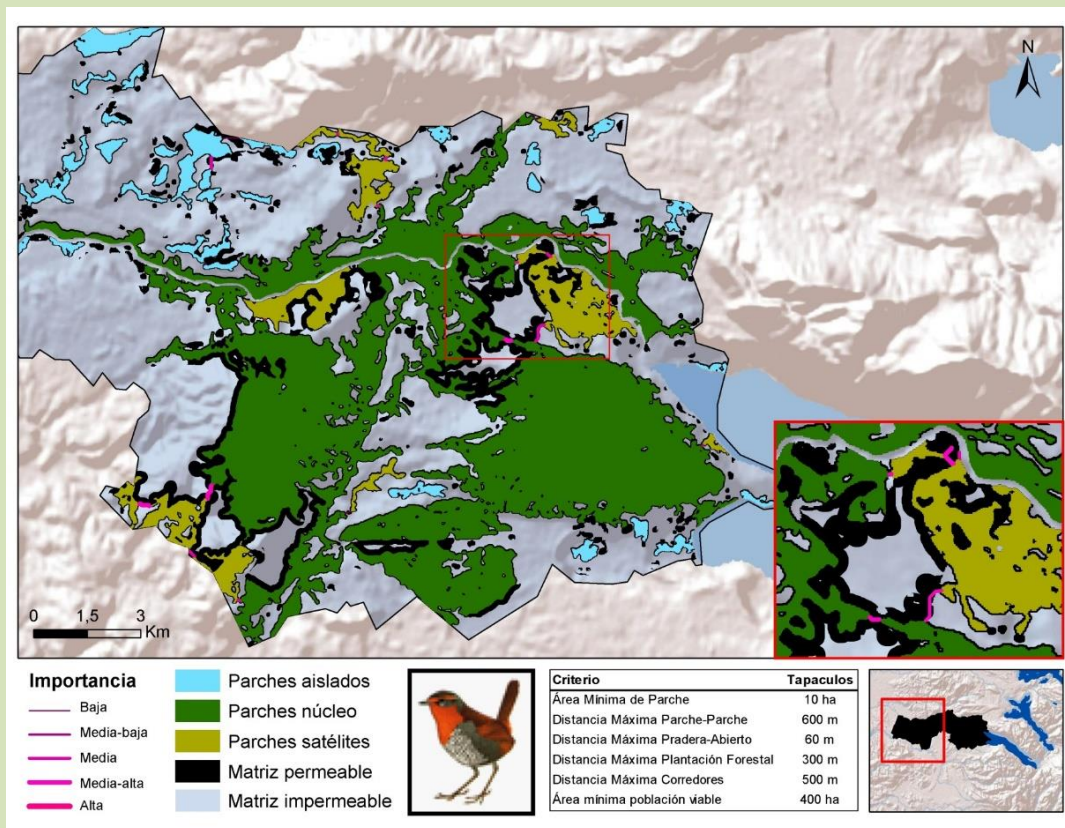 N
0 1,5 3
Km
Importancia
Baja
Media-baja
Media
Media-alta
Alta
Parches aislados
Parches núcleo
Parches satélites
Matriz permeable
Matriz impermeable
Criterio Tapaculos
Área Mínima de Parche 10 ha
Distancia Máxima Parche-Parche 600 m
Distancia Máxima Pradera-Abierto 60 m
Distancia Máxima Plantación Forestal 300 m
Distancia Máxima Corredores 500 m
Área mínima población viable 400 ha